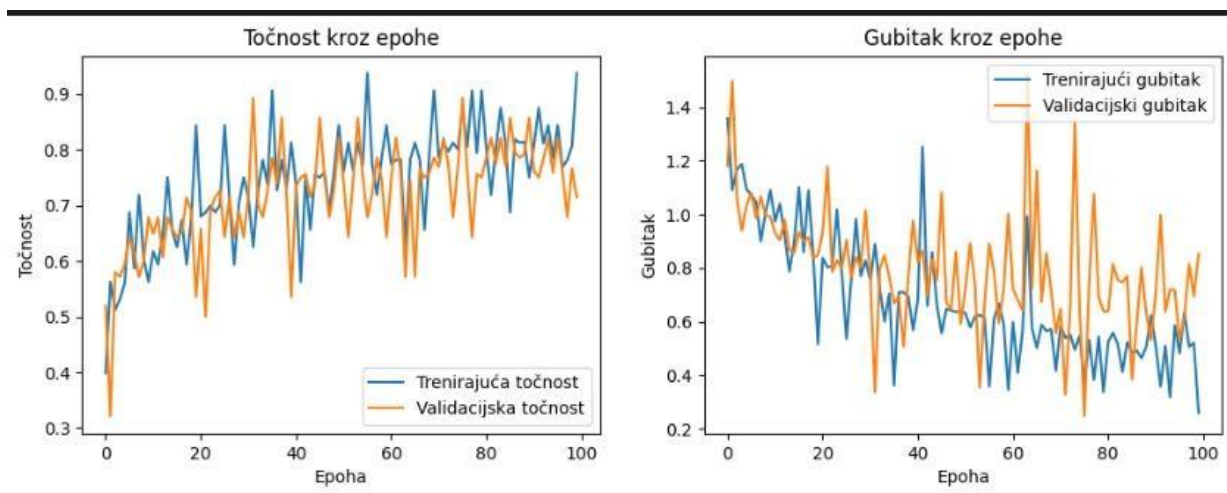 Točnost kroz epohe
0.9
0.8
0.7
0.6
0.5
0.4
0.3
Točnost
0
20
40
60
80
100
Epoha
Trenirajuća točnost
Validacijska točnost
Gubitak kroz epohe
1.4
1.2
1.0
0.8
0.6
0.4
0.2
Gubitak
0
20
40
60
80
100
Epoha
Trenirajući gubitak
Validacijski gubitak